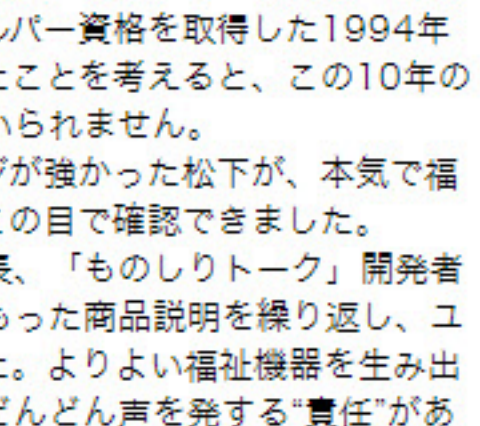 ルパー資格を取得した1994年
たことを考えると、この10年の
いられません。
ジが強かった松下が、本気で福
この目で確認できました。
長、「ものしりトーク」開発者
あった商品説明を繰り返し、ユ
た。よりよい福祉機器を生み出
どんどん声を発する“責任”があ